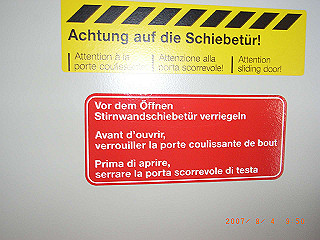 Achtung auf die Schiebetür!
Attention à la porte coulissante
Attenzione alla porta scorrevole!
Attention sliding door!
Vor dem Öffnen
Stirnwandschiebetür verriegeln
Avant d'ouvrir,
verrouiller la porte coulissante de bout
Prima di aprire,
serrare la porta scorrevole di testa